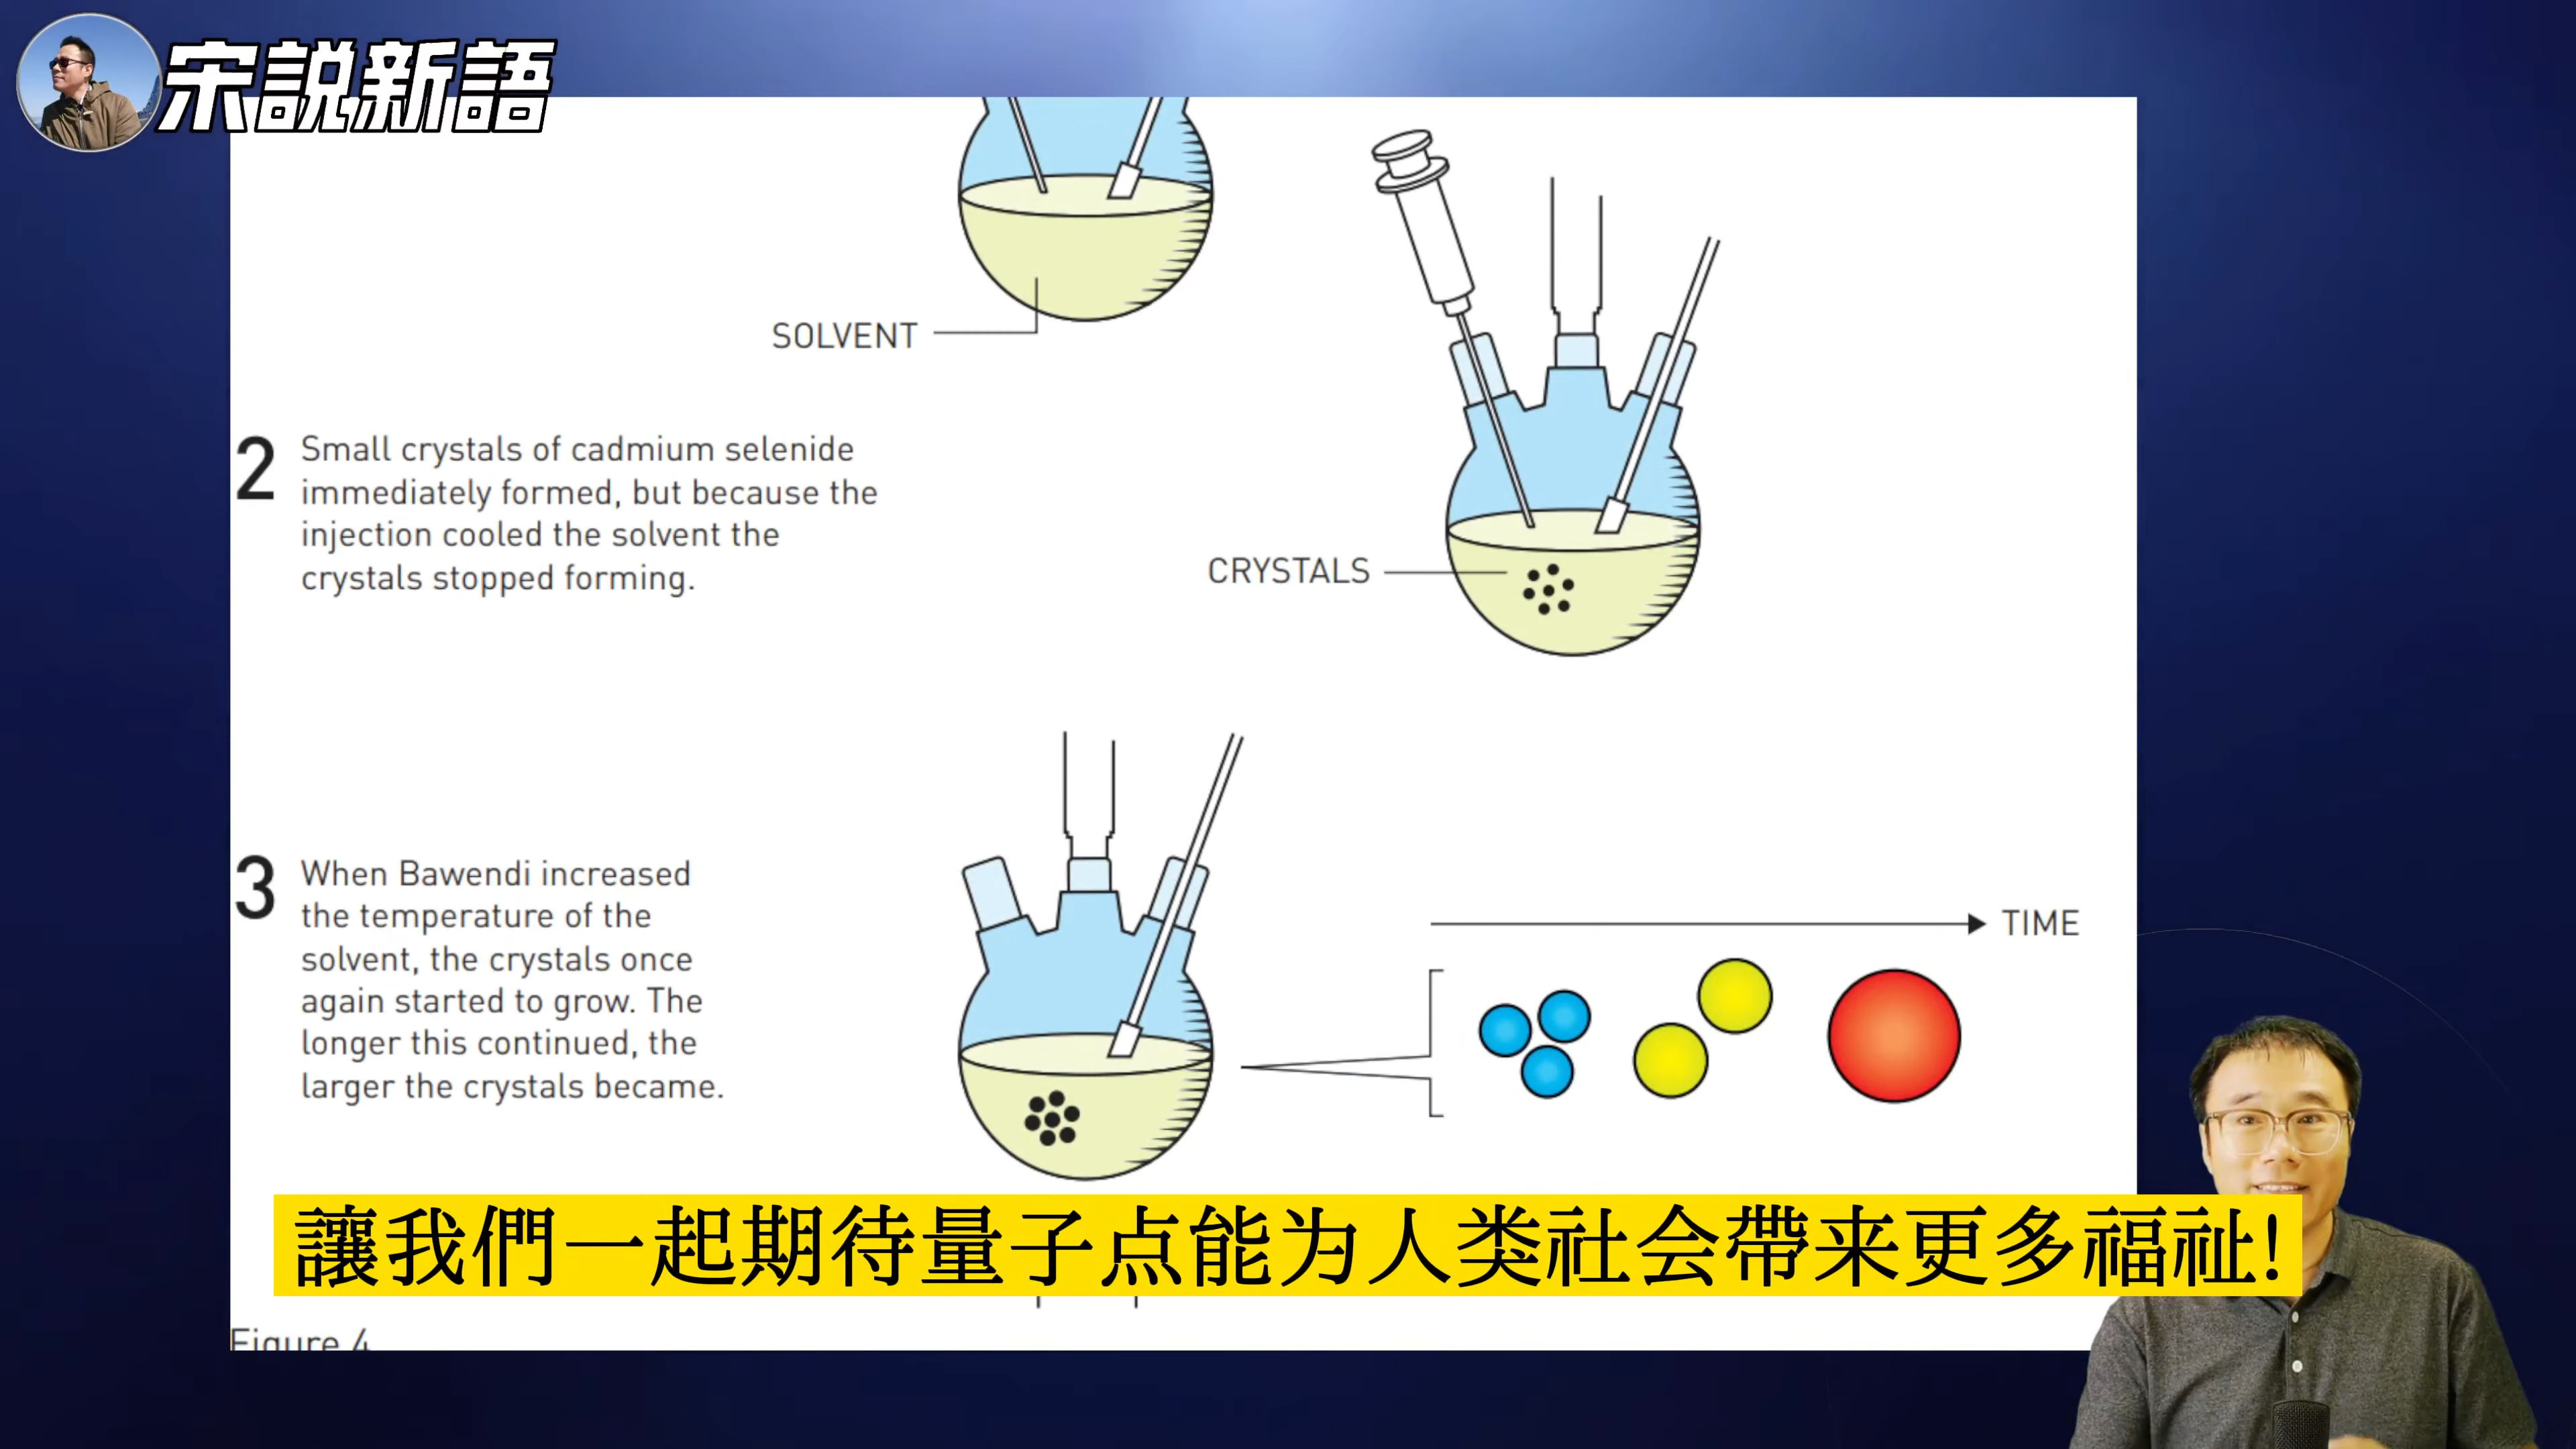 宋説新語
SOLVENT
2
Small crystals of cadmium selenide
immediately formed, but because the
injection cooled the solvent the
crystals stopped forming.
CRYSTALS
3
When Bawendi increased
the temperature of the
solvent, the crystals once
again started to grow. The
longer this continued, the
larger the crystals became.
TIME
讓我們一起期待量子点能为人类社会帶来更多福祉!
Figure 4